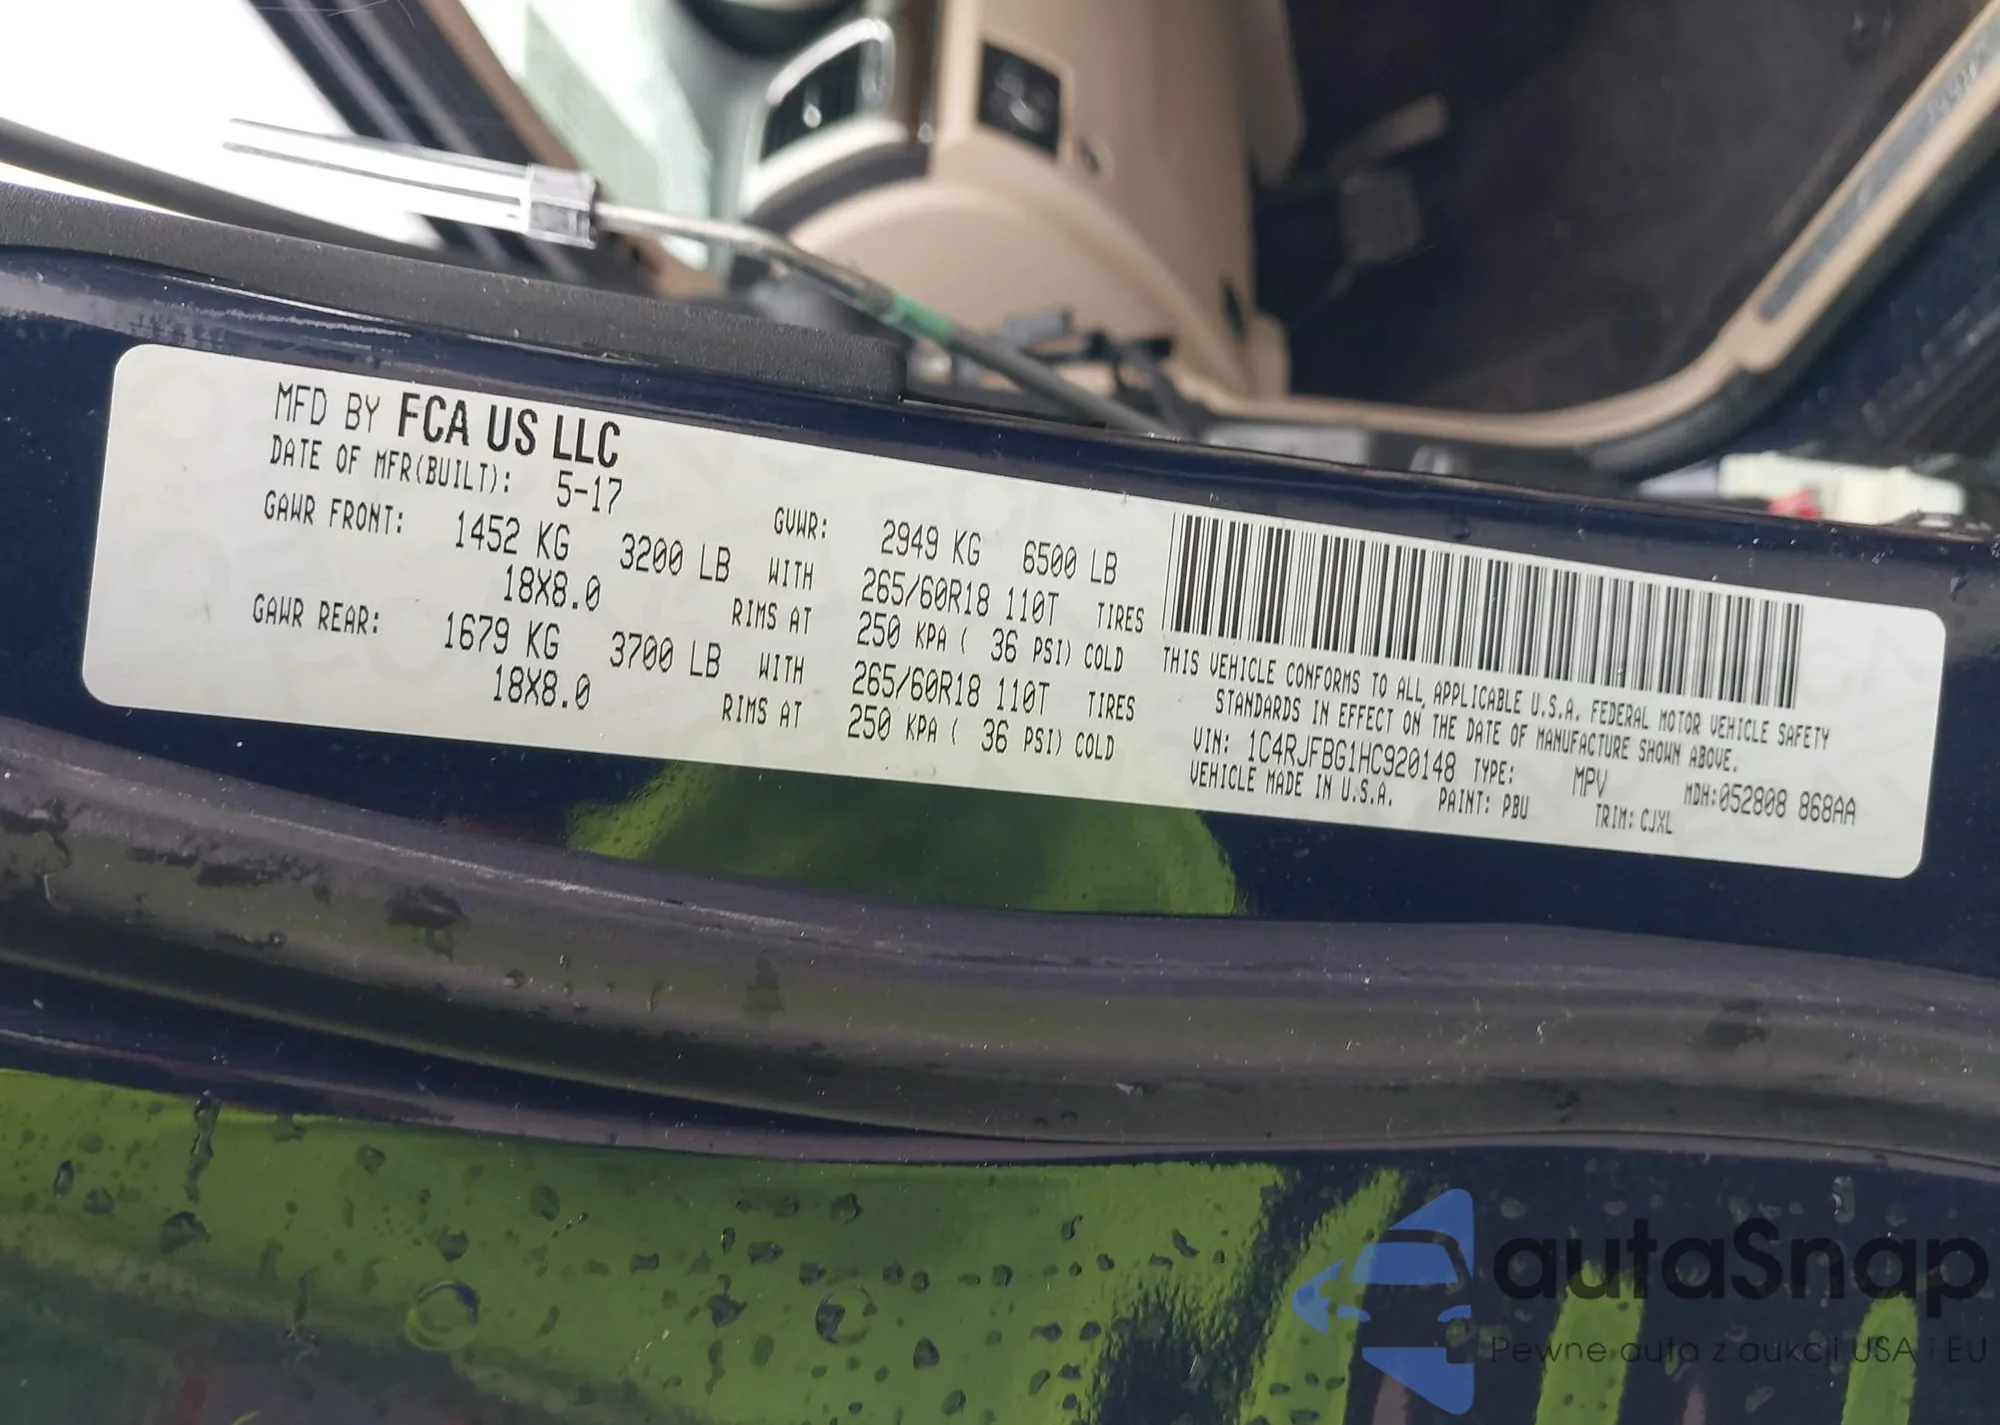 MFD BY FCA US LLC
DATE OF MFR(BUILT): 5-17
GVWR: 2949 KG 6500 LB
GAWR FRONT: 1452 KG 3200 LB WITH 265/60R18 110T TIRES
18X8.0 RIMS AT 250 KPA ( 36 PSI) COLD
GAWR REAR: 1679 KG 3700 LB WITH 265/60R18 110T TIRES
18X8.0 RIMS AT 250 KPA ( 36 PSI) COLD
THIS VEHICLE CONFORMS TO ALL APPLICABLE U.S.A. FEDERAL MOTOR VEHICLE SAFETY
STANDARDS IN EFFECT ON THE DATE OF MANUFACTURE SHOWN ABOVE.
VIN: 1C4RJFBG1HC920148 TYPE: MPV MDH:052808 868AA
VEHICLE MADE IN U.S.A. PAINT: PBU TRIM: CJXL
autaSnap
Pewne auta z aukcji USA i EU